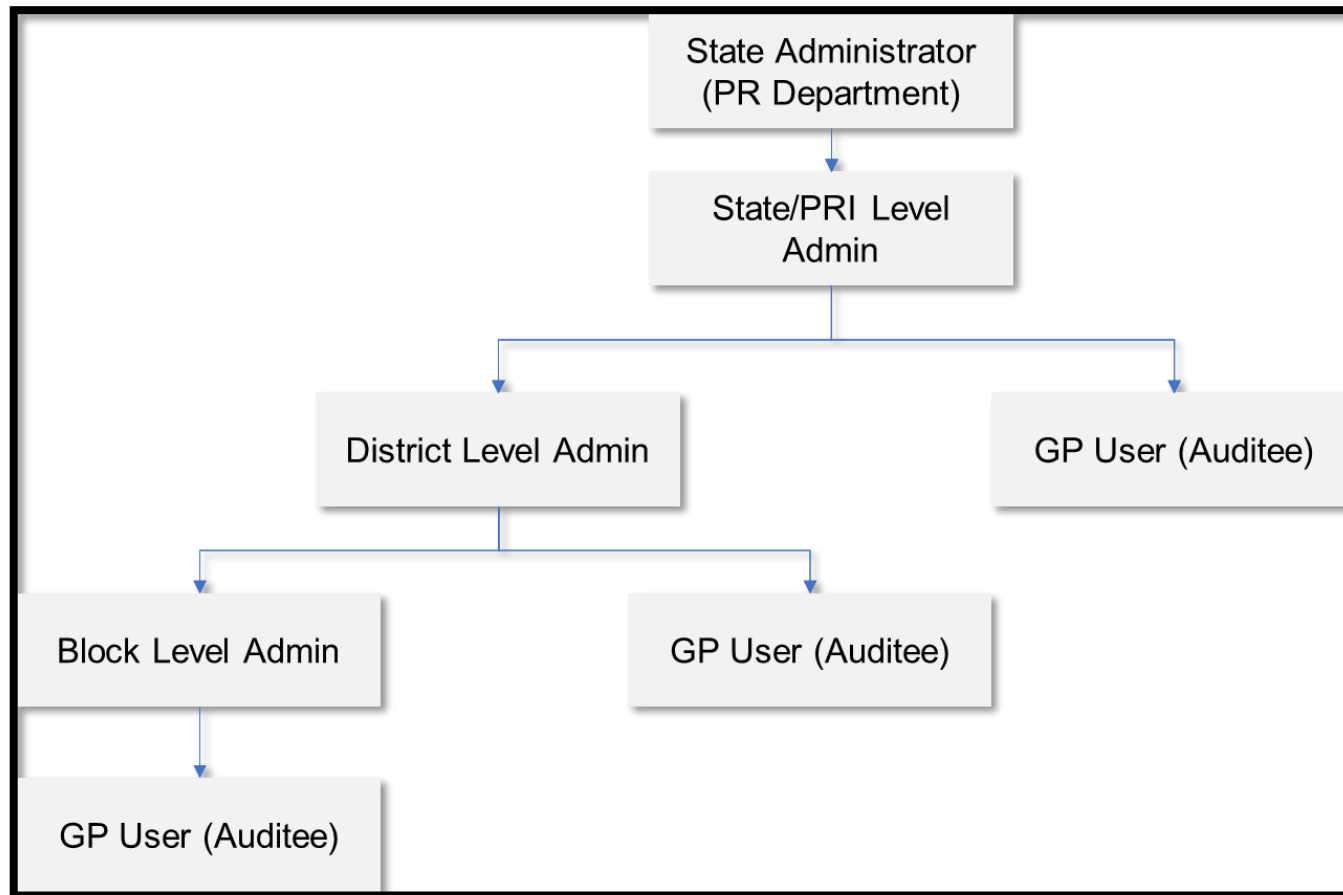 State Administrator
(PR Department)
State/PRI Level
Admin
District Level Admin
GP User (Auditee)
Block Level Admin
GP User (Auditee)
GP User (Auditee)